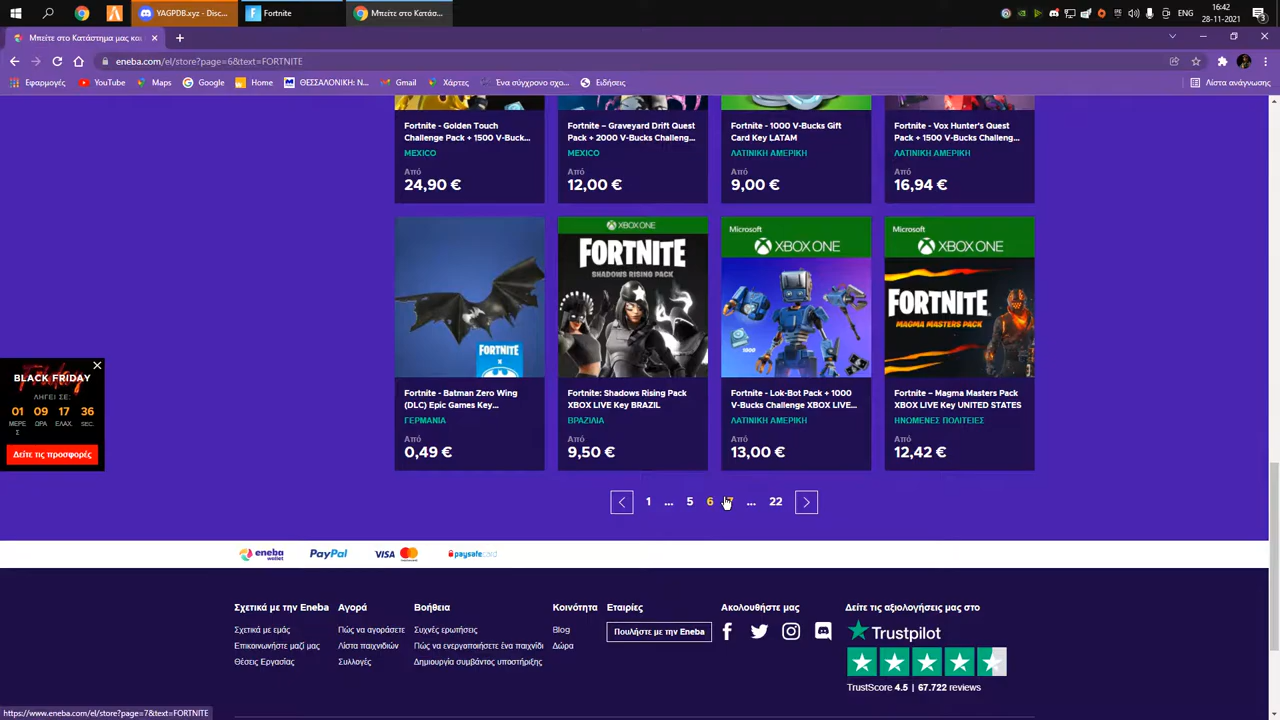 YAGPDB.xyz - Disc...
Fortnite
Μπείτε στο Κατάσ...
ENG
16:42
28-11-2021
3
Μπείτε στο Κατάστημα μας κα
eneba.com/el/store?page=6&text=FORTNITE
Εφαρμογές
YouTube
Maps
Google
Home
ΘΕΣΣΑΛΟΝΙΚΗ: Ν...
Gmail
Χάρτες
Ένα σύγχρονο σχο...
Ειδήσεις
Λίστα ανάγνωσης
Fortnite - Golden Touch
Challenge Pack + 1500 V-Buck...
MEXICO
Από
24,90 €
Fortnite – Graveyard Drift Quest
Pack + 2000 V-Bucks Challeng...
MEXICO
Από
12,00 €
Fortnite - 1000 V-Bucks Gift
Card Key LATAM
ΛΑΤΙΝΙΚΗ ΑΜΕΡΙΚΗ
Από
9,00 €
Fortnite - Vox Hunter's Quest
Pack + 1500 V-Bucks Challeng...
ΛΑΤΙΝΙΚΗ ΑΜΕΡΙΚΗ
Από
16,94 €
FORTNITE
X
Fortnite - Batman Zero Wing
(DLC) Epic Games Key...
ΓΕΡΜΑΝΙΑ
Από
0,49 €
XBOX ONE
FORTNITE
SHADOWS RISING PACK
Fortnite: Shadows Rising Pack
XBOX LIVE Key BRAZIL
ΒΡΑΖΙΛΙΑ
Από
9,50 €
Microsoft
XBOX ONE
1000
Fortnite - Lok-Bot Pack + 1000
V-Bucks Challenge XBOX LIVE...
ΛΑΤΙΝΙΚΗ ΑΜΕΡΙΚΗ
Από
13,00 €
Microsoft
XBOX ONE
FORTNITE
MAGMA MASTERS PACK
Fortnite – Magma Masters Pack
XBOX LIVE Key UNITED STATES
ΗΝΩΜΕΝΕΣ ΠΟΛΙΤΕΙΕΣ
Από
12,42 €
BLACK FRIDAY
ΛΗΓΕΙ ΣΕ:
01 09 17 36
ΜΕΡΕΣ ΩΡΑ ΕΛΑΧ. SEC.
Δείτε τις προσφορές
1 ... 5 6 7 ... 22
eneba wallet
PayPal
VISA
paysafecard
Σχετικά με την Eneba
Σχετικά με εμάς
Επικοινωνήστε μαζί μας
Θέσεις Εργασίας
Αγορά
Πώς να αγοράσετε
Λίστα παιχνιδιών
Συλλογές
Βοήθεια
Συχνές ερωτήσεις
Πώς να ενεργοποιήσετε ένα παιχνίδι
Δημιουργία συμβάντος υποστήριξης
Κοινότητα
Blog
Δώρα
Εταιρίες
Πουλήστε με την Eneba
Ακολουθήστε μας
Δείτε τις αξιολογήσεις μας στο
Trustpilot
TrustScore 4.5 | 67.722 reviews
https://www.eneba.com/el/store?page=7&text=FORTNITE